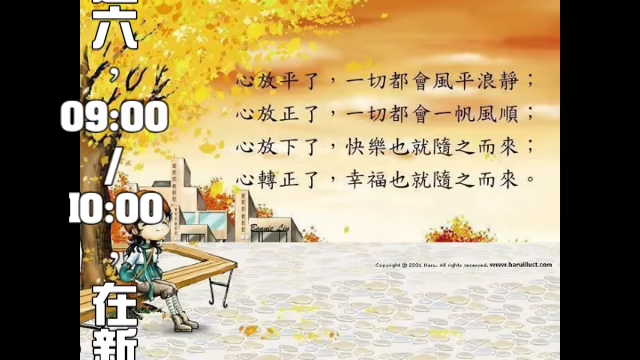 週六，
09:00
/
10:00
，在新
心放平了，一切都會風平浪靜；
心放正了，一切都會一帆風順；
心放下了，快樂也就隨之而來；
心轉正了，幸福也就隨之而來。
Bonnie Liu
Copyright @ 2005 Haru. All rights reserved. www.haruillust.com